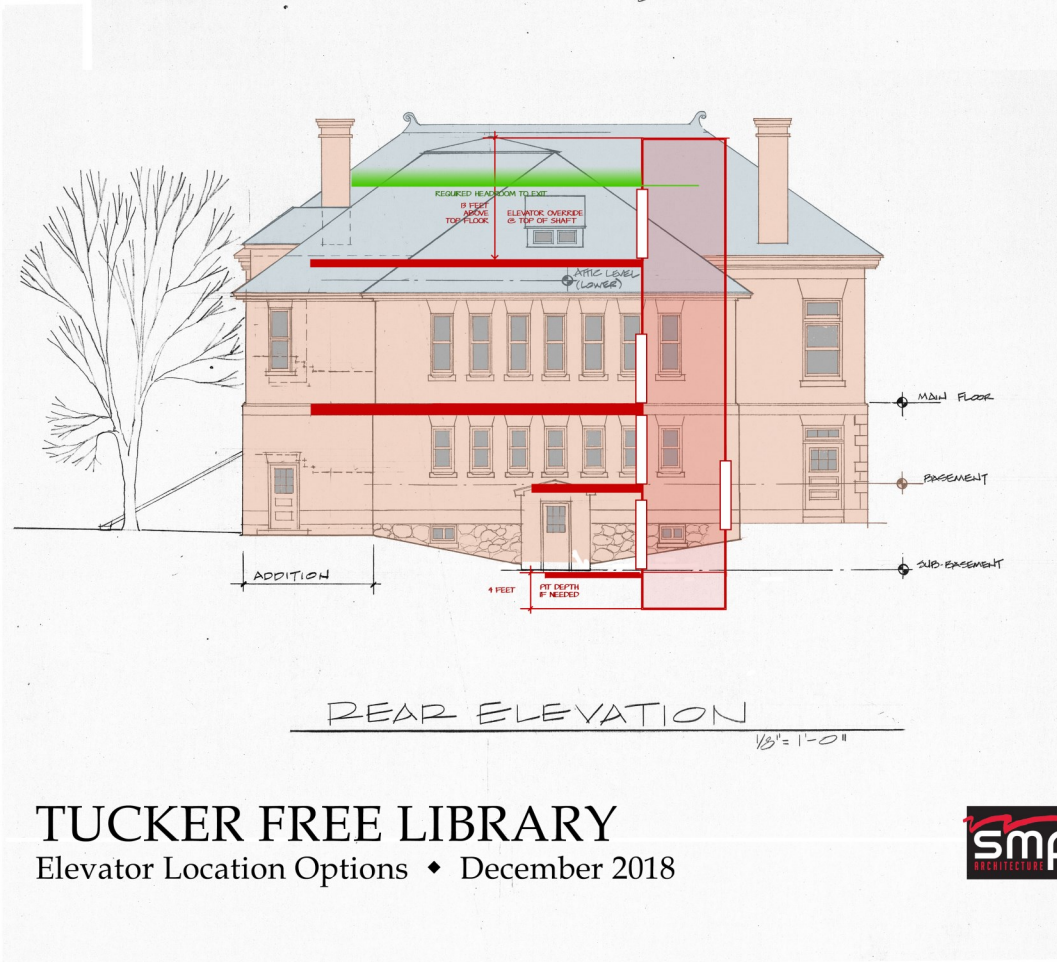 REQUIRED HEADROOM TO EXIT
13 FEET
ABOVE
TOP FLOOR
ELEVATOR OVERRIDE
@ TOP OF SHAFT
ATTIC LEVEL
(LOWER)
MAIN FLOOR
BASEMENT
SUB-BASEMENT
ADDITION
4 FEET
PIT DEPTH
IF NEEDED
REAR ELEVATION
1/8"=1'-0"
TUCKER FREE LIBRARY
Elevator Location Options ◆ December 2018
SMP
ARCHITECTURE